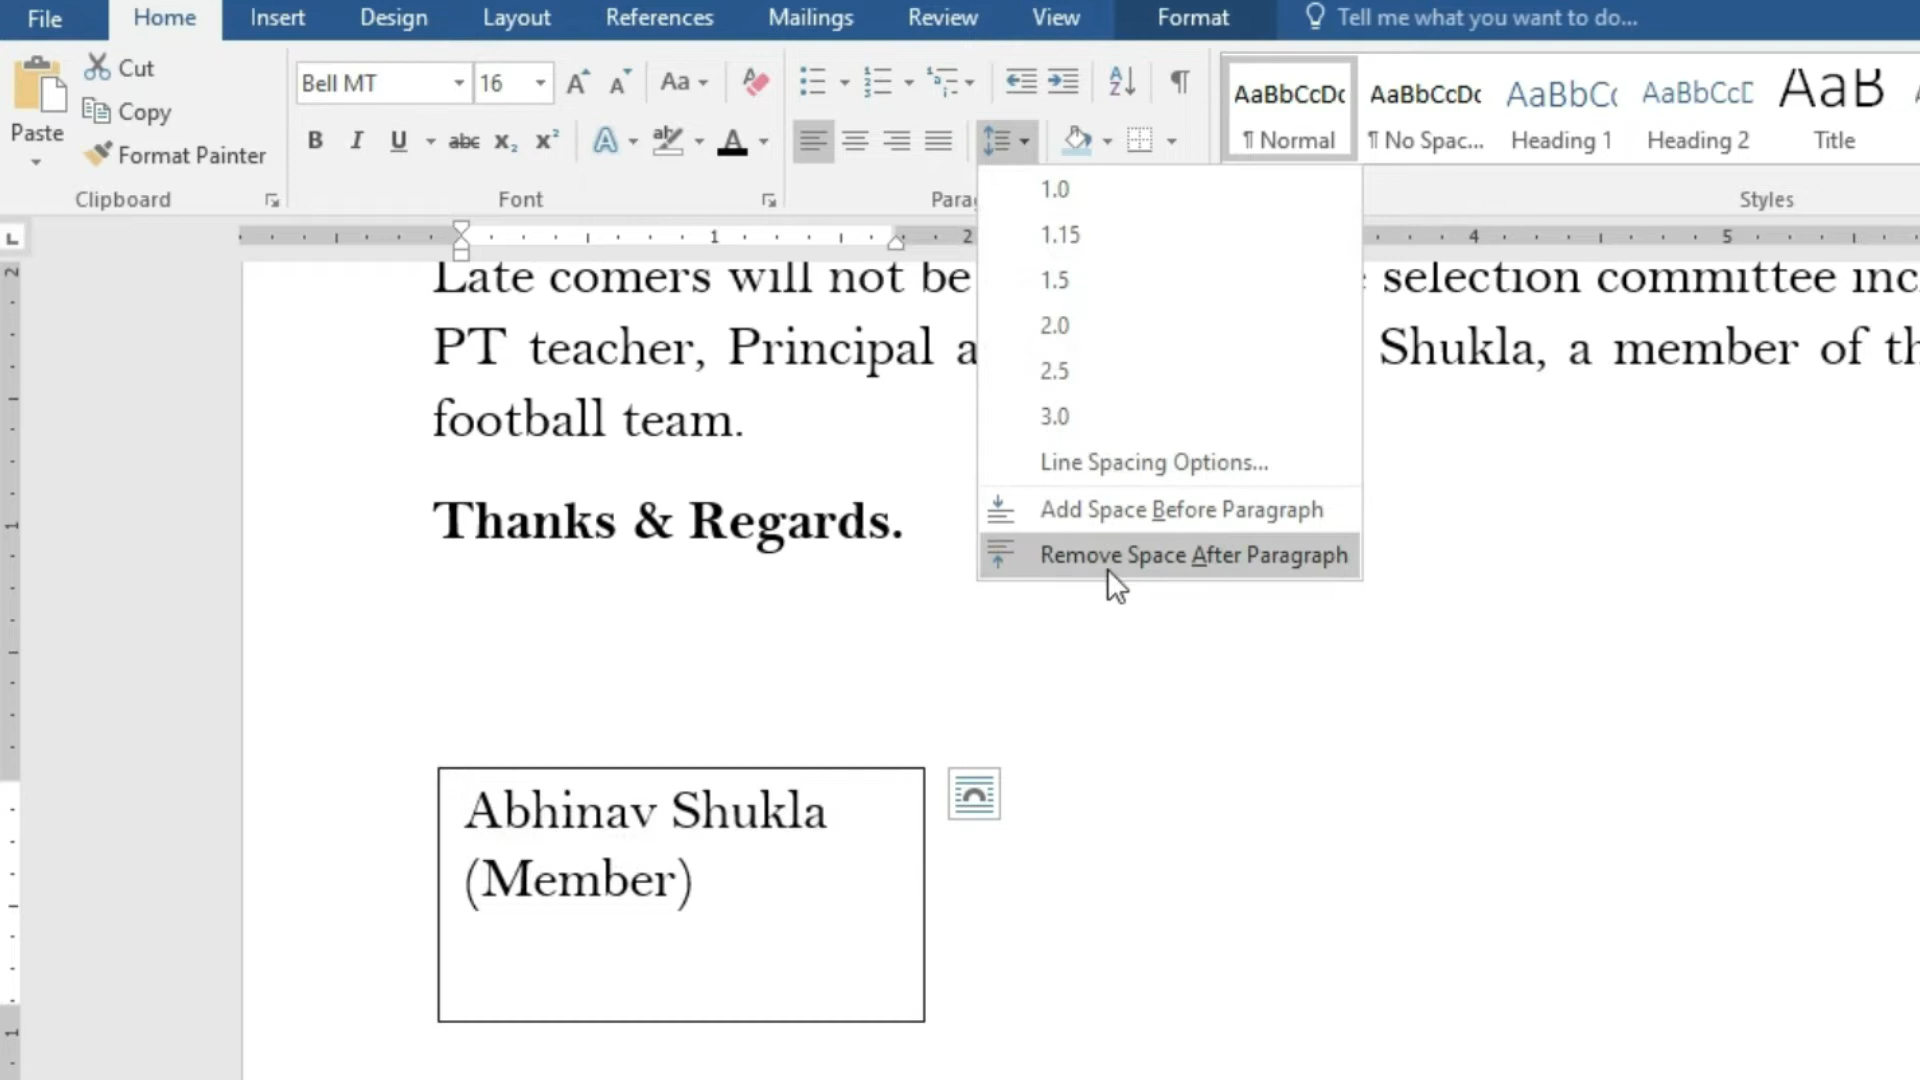 File Home Insert Design Layout References Mailings Review View Format Tell me what you want to do...
Paste
Cut
Copy
Format Painter
Clipboard
Bell MT 16
Font
AaBbCcDc AaBbCcDc AaBbC AaBbCcD AaB
¶ Normal ¶ No Spac... Heading 1 Heading 2 Title
Styles
1.0
1.15
1.5
2.0
2.5
3.0
Line Spacing Options...
Add Space Before Paragraph
Remove Space After Paragraph
1 2 4 5
Late comers will not be selection committee
PT teacher, Principal Shukla, a member of
football team.
Thanks & Regards.
Abhinav Shukla
(Member)